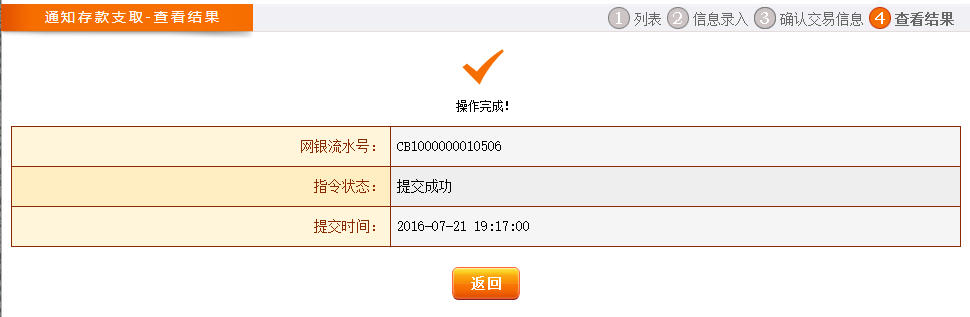 通知存款支取-查看结果
1 列表 2 信息录入 3 确认交易信息 4 查看结果
操作完成!
网银流水号: CB1000000010506
指令状态: 提交成功
提交时间: 2016-07-21 19:17:00
返回